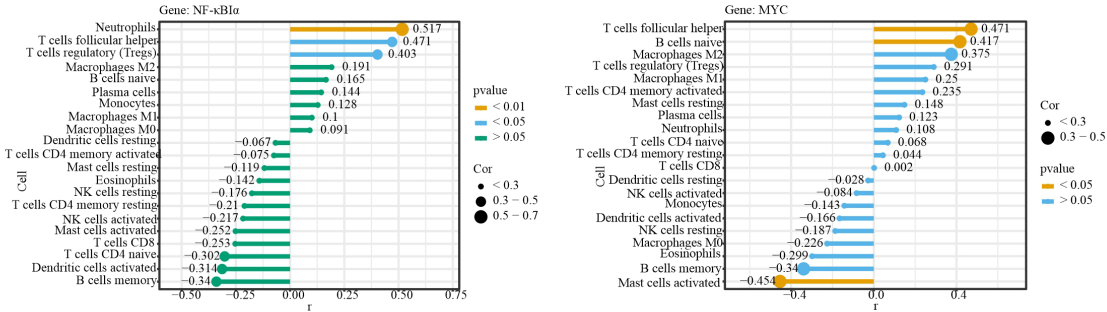 Gene: NF-κBIα
Cell
Neutrophils 0.517
T cells follicular helper 0.471
T cells regulatory (Tregs) 0.403
Macrophages M2 0.191
B cells naive 0.165
Plasma cells 0.144
Monocytes 0.128
Macrophages M1 0.1
Macrophages M0 0.091
Dendritic cells resting −0.067
T cells CD4 memory activated −0.075
Mast cells resting −0.119
Eosinophils −0.142
NK cells resting −0.176
T cells CD4 memory resting −0.21
NK cells activated −0.217
Mast cells activated −0.252
T cells CD8 −0.253
T cells CD4 naive −0.302
Dendritic cells activated −0.314
B cells memory −0.34
−0.50 −0.25 0.00 0.25 0.50 0.75
r
pvalue
< 0.01
< 0.05
> 0.05
Cor
< 0.3
0.3 − 0.5
0.5 − 0.7
Gene: MYC
Cell
T cells follicular helper 0.471
B cells naive 0.417
Macrophages M2 0.375
T cells regulatory (Tregs) 0.291
Macrophages M1 0.25
T cells CD4 memory activated 0.235
Mast cells resting 0.148
Plasma cells 0.123
Neutrophils 0.108
T cells CD4 naive 0.068
T cells CD4 memory resting 0.044
T cells CD8 0.002
Dendritic cells resting −0.028
NK cells activated −0.084
Monocytes −0.143
Dendritic cells activated −0.166
NK cells resting −0.187
Macrophages M0 −0.226
Eosinophils −0.299
B cells memory −0.34
Mast cells activated −0.454
−0.4 0.0 0.4
r
Cor
< 0.3
0.3 − 0.5
pvalue
< 0.05
> 0.05